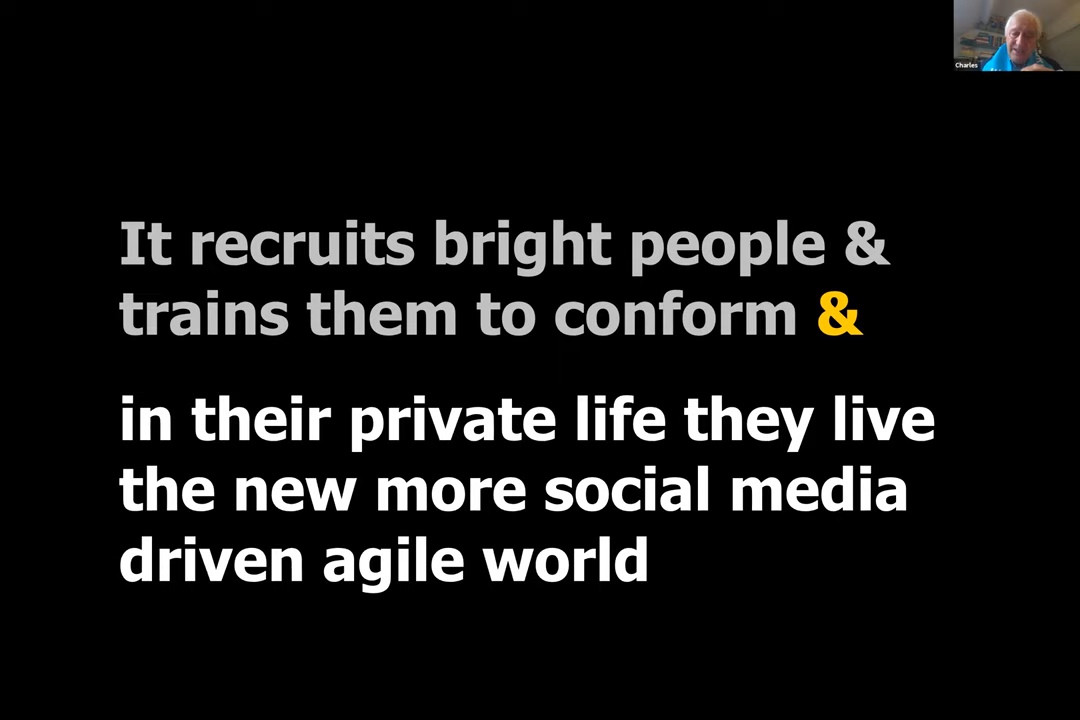 Charles
It recruits bright people &
trains them to conform &
in their private life they live
the new more social media
driven agile world